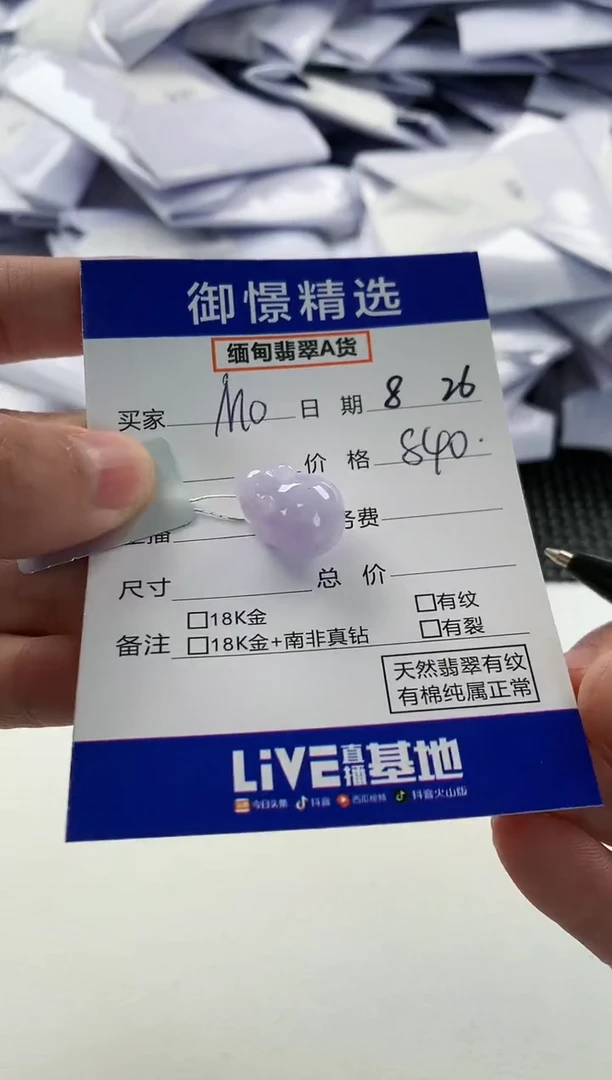 御憬精选
缅甸翡翠A货
买家 Mo 日 期 8 26
价 格 840.
务费
主播
尺寸 总 价
□18K金 □有纹
备注 □18K金+南非真钻 □有裂
天然翡翠有纹
有棉纯属正常
LiVE直播基地
今日头条 抖音 西瓜视频 抖音火山版